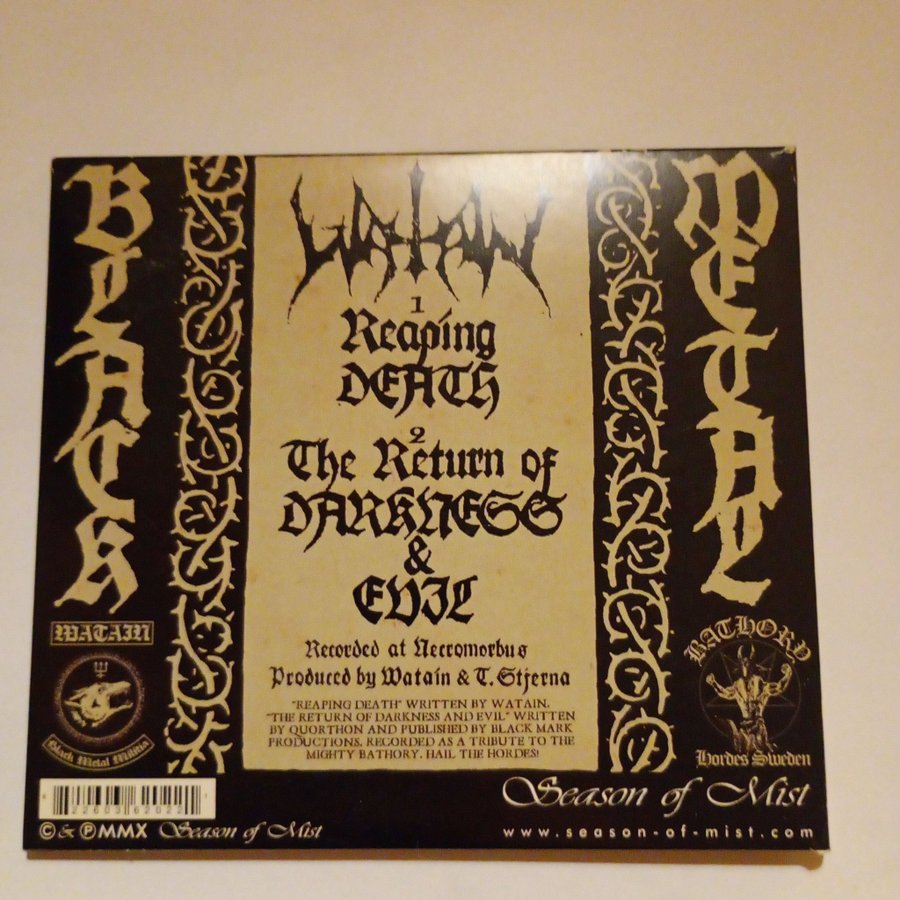 BLACK
METAL
WATAIN
1
Reaping
DEATH
2
The Return of
DARKNESS
&
EVIL
Recorded at Necromorbus
Produced by Watain & T. Stjerna
"REAPING DEATH" WRITTEN BY WATAIN.
"THE RETURN OF DARKNESS AND EVIL" WRITTEN
BY QUORTHON AND PUBLISHED BY BLACK MARK
PRODUCTIONS. RECORDED AS A TRIBUTE TO THE
MIGHTY BATHORY. HAIL THE HORDES!
WATAIN
Black Metal Militia
BATHORY
Hordes Sweden
Season of Mist
© & ℗ MMX Season of Mist
www.season-of-mist.com